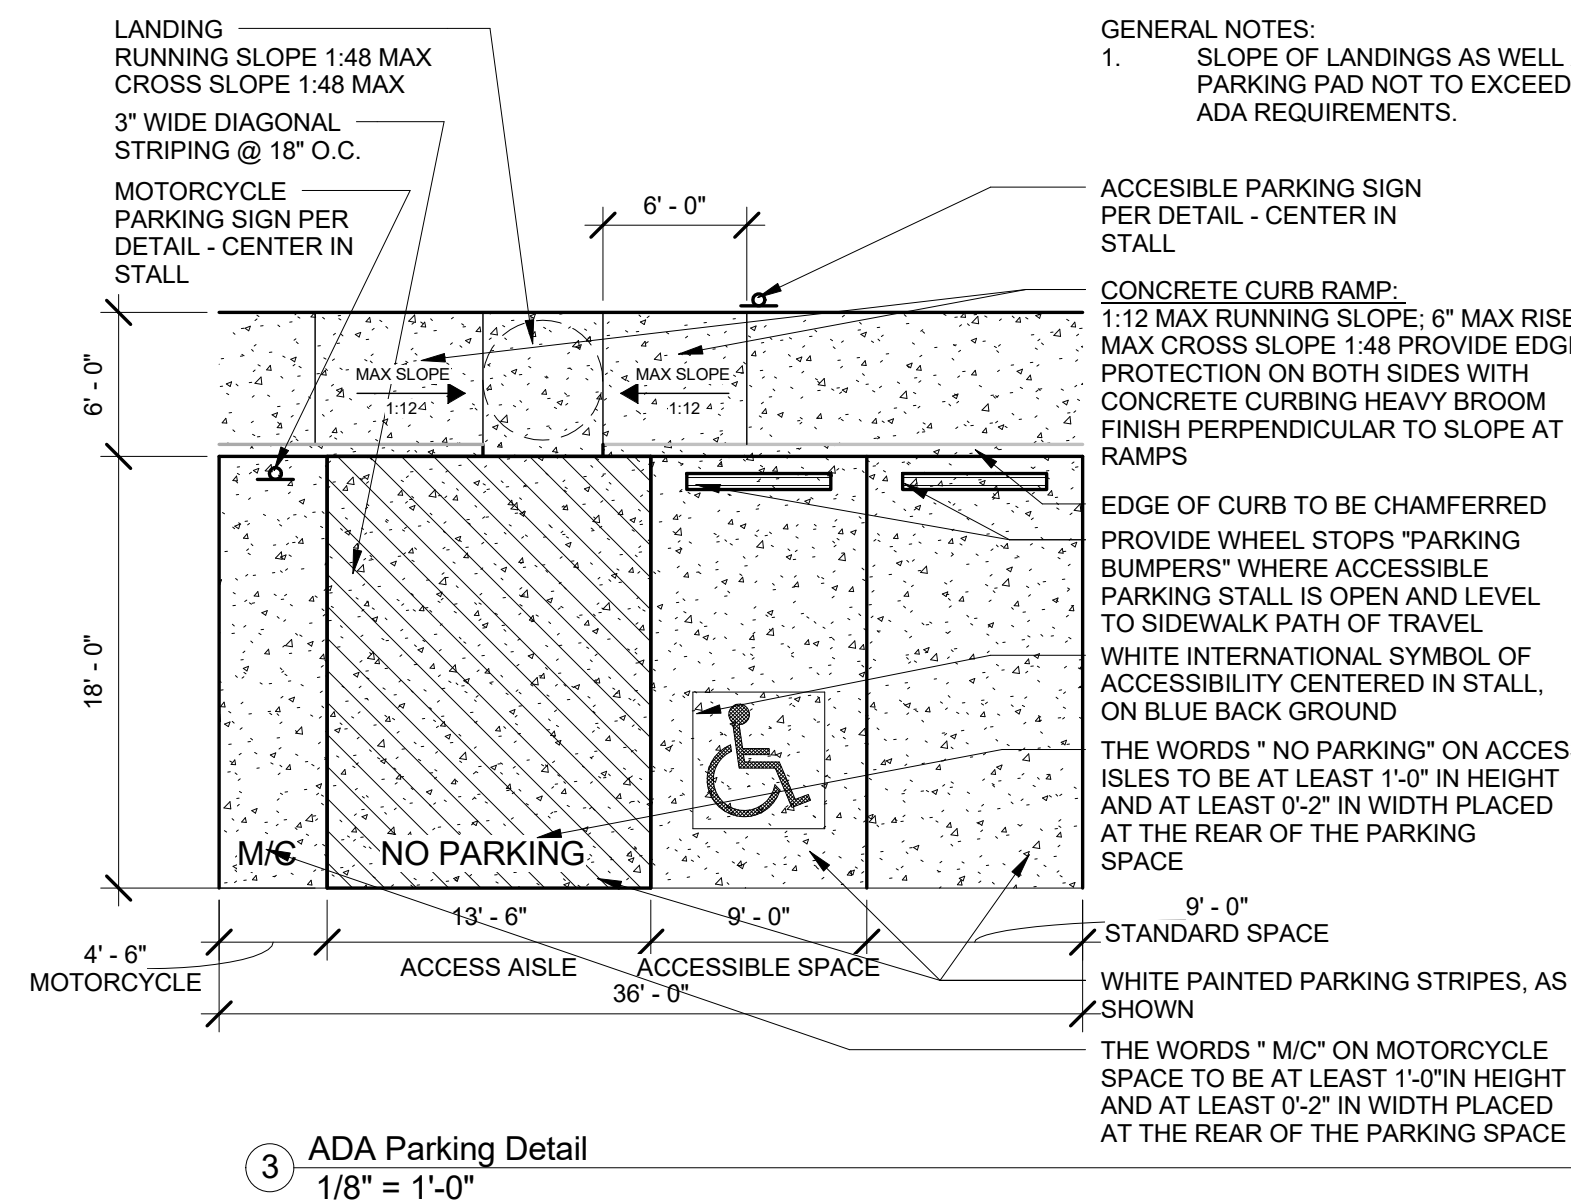 LANDING
RUNNING SLOPE 1:48 MAX
CROSS SLOPE 1:48 MAX
3" WIDE DIAGONAL
STRIPING @ 18" O.C.
MOTORCYCLE
PARKING SIGN PER
DETAIL - CENTER IN
STALL
GENERAL NOTES:
1. SLOPE OF LANDINGS AS WELL
PARKING PAD NOT TO EXCEED
ADA REQUIREMENTS.
6' - 0"
ACCESIBLE PARKING SIGN
PER DETAIL - CENTER IN
STALL
CONCRETE CURB RAMP:
1:12 MAX RUNNING SLOPE; 6" MAX RISE
MAX CROSS SLOPE 1:48 PROVIDE EDGE
PROTECTION ON BOTH SIDES WITH
CONCRETE CURBING HEAVY BROOM
FINISH PERPENDICULAR TO SLOPE AT
RAMPS
6' - 0"
MAX SLOPE
1:12
MAX SLOPE
1:12
EDGE OF CURB TO BE CHAMFERRED
PROVIDE WHEEL STOPS "PARKING
BUMPERS" WHERE ACCESSIBLE
PARKING STALL IS OPEN AND LEVEL
TO SIDEWALK PATH OF TRAVEL
18' - 0"
WHITE INTERNATIONAL SYMBOL OF
ACCESSIBILITY CENTERED IN STALL,
ON BLUE BACK GROUND
THE WORDS " NO PARKING" ON ACCESS
ISLES TO BE AT LEAST 1'-0" IN HEIGHT
AND AT LEAST 0'-2" IN WIDTH PLACED
AT THE REAR OF THE PARKING
SPACE
M/C
NO PARKING
4' - 6"
MOTORCYCLE
13' - 6"
ACCESS AISLE
9' - 0"
ACCESSIBLE SPACE
9' - 0"
STANDARD SPACE
36' - 0"
WHITE PAINTED PARKING STRIPES, AS
SHOWN
THE WORDS " M/C" ON MOTORCYCLE
SPACE TO BE AT LEAST 1'-0"IN HEIGHT
AND AT LEAST 0'-2" IN WIDTH PLACED
AT THE REAR OF THE PARKING SPACE
3
ADA Parking Detail
1/8" = 1'-0"